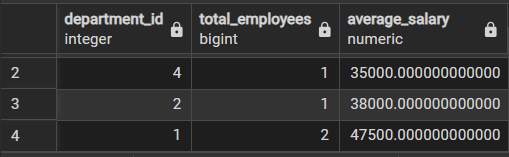 department_id total_employees average_salary
integer bigint numeric
2 4 1 35000.000000000000
3 2 1 38000.000000000000
4 1 2 47500.000000000000